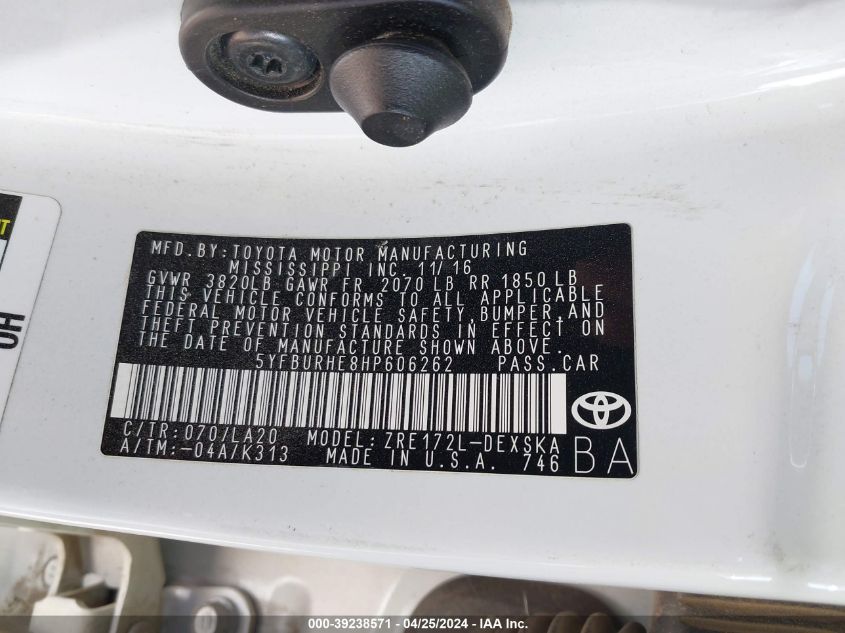 MFD. BY: TOYOTA MOTOR MANUFACTURING
MISSISSIPPI INC. 11/16
GVWR 3820LB GAWR FR 2070 LB RR 1850 LB
THIS VEHICLE CONFORMS TO ALL APPLICABLE
FEDERAL MOTOR VEHICLE SAFETY, BUMPER, AND
THEFT PREVENTION STANDARDS IN EFFECT ON
THE DATE OF MANUFACTURE SHOWN ABOVE.
5YFBURHE8HP606262 PASS. CAR
C/TR: 070/LA20 MODEL: ZRE172L-DEXSKA
A/TM: -04A/K313 MADE IN U.S.A. 746 BA
000-39238571 - 04/25/2024 - IAA Inc.